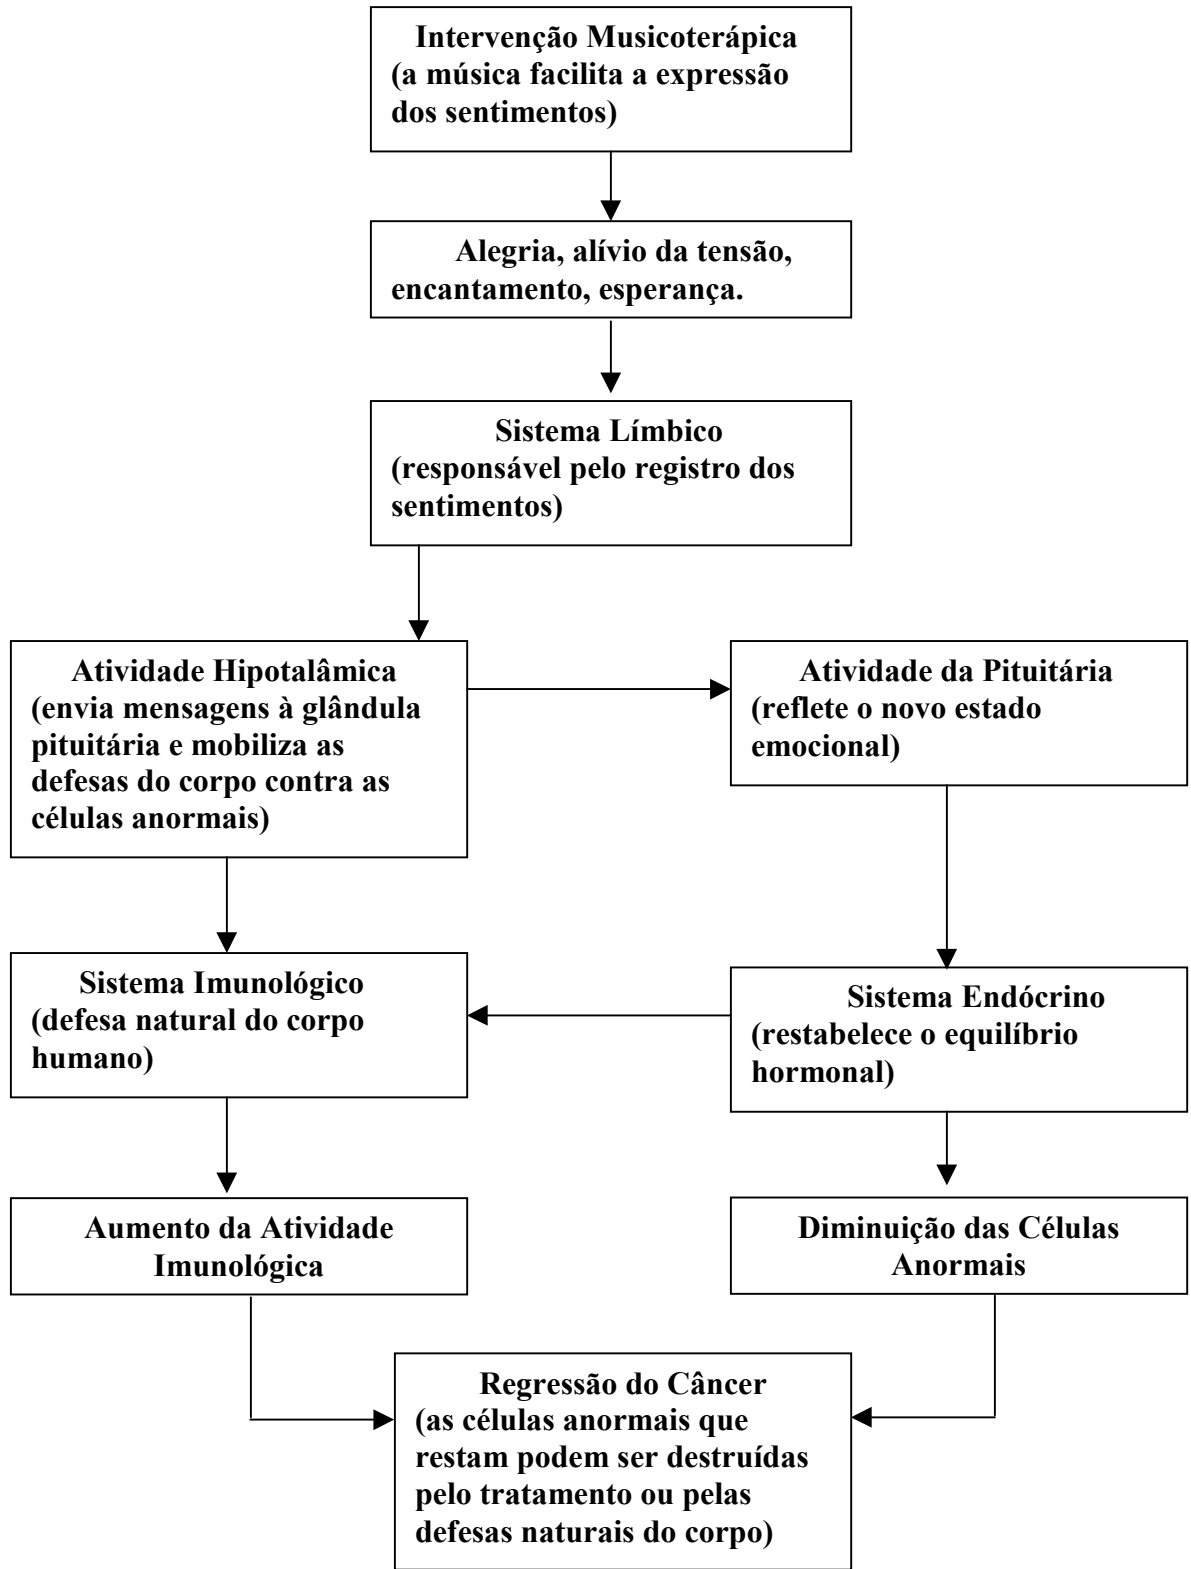 Intervenção Musicoterápica
(a música facilita a expressão
dos sentimentos)
Alegria, alívio da tensão,
encantamento, esperança.
Sistema Límbico
(responsável pelo registro dos
sentimentos)
Atividade Hipotalâmica
(envia mensagens à glândula
pituitária e mobiliza as
defesas do corpo contra as
células anormais)
Atividade da Pituitária
(reflete o novo estado
emocional)
Sistema Imunológico
(defesa natural do corpo
humano)
Sistema Endócrino
(restabelece o equilíbrio
hormonal)
Aumento da Atividade
Imunológica
Diminuição das Células
Anormais
Regressão do Câncer
(as células anormais que
restam podem ser destruídas
pelo tratamento ou pelas
defesas naturais do corpo)